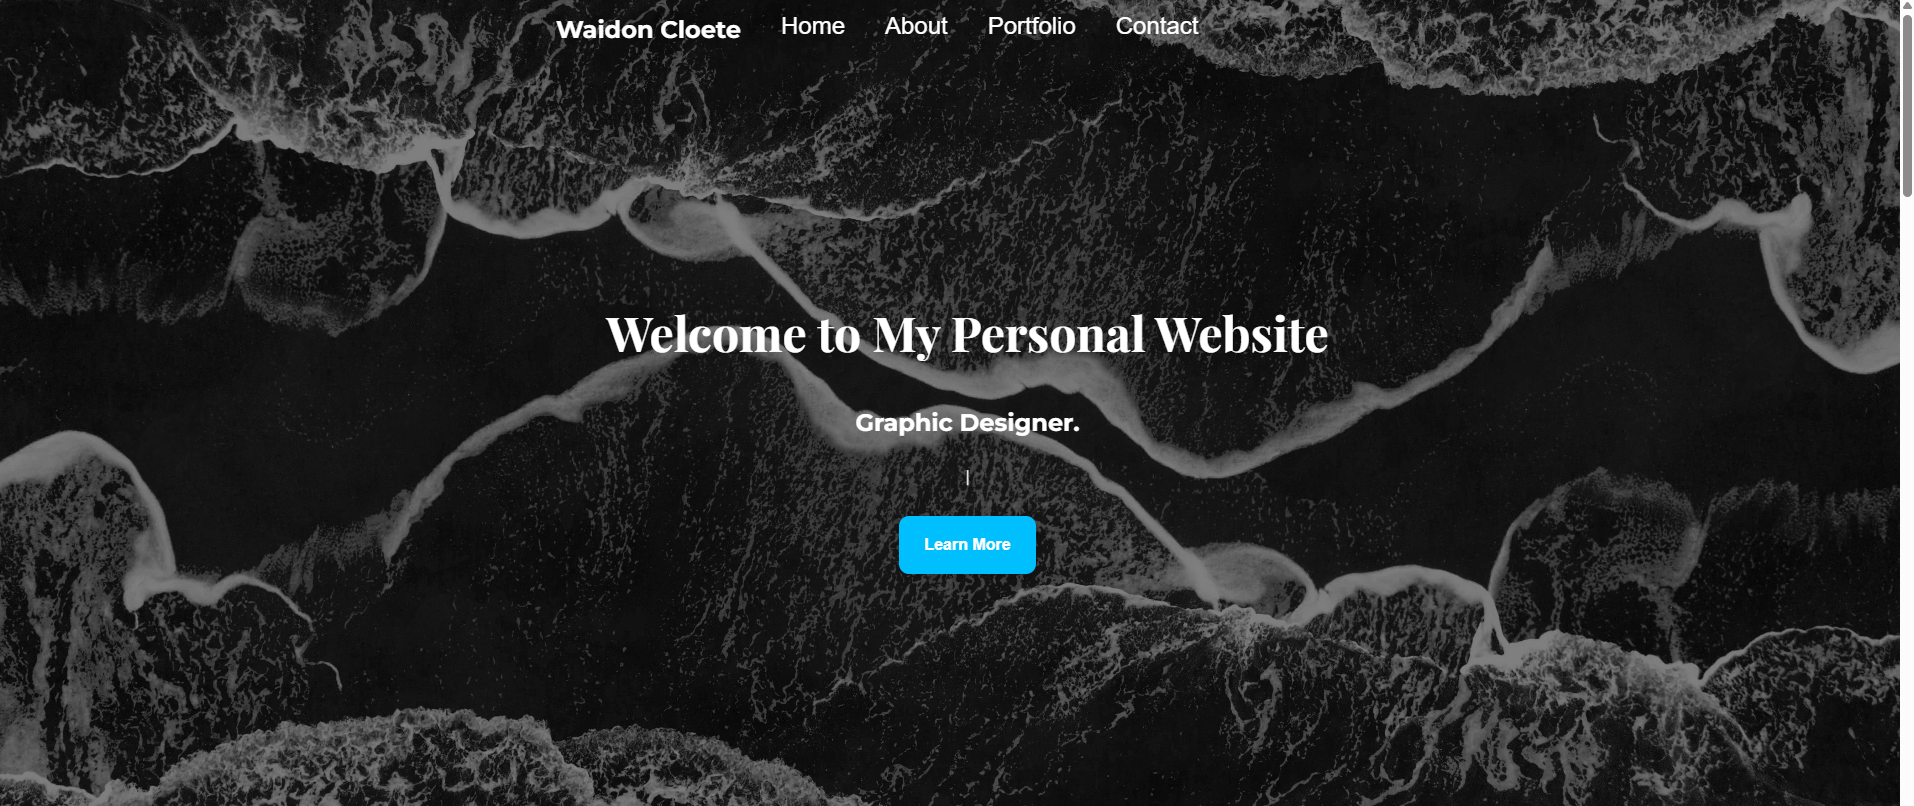 Waidon Cloete Home About Portfolio Contact
Welcome to My Personal Website
Graphic Designer.
|
Learn More